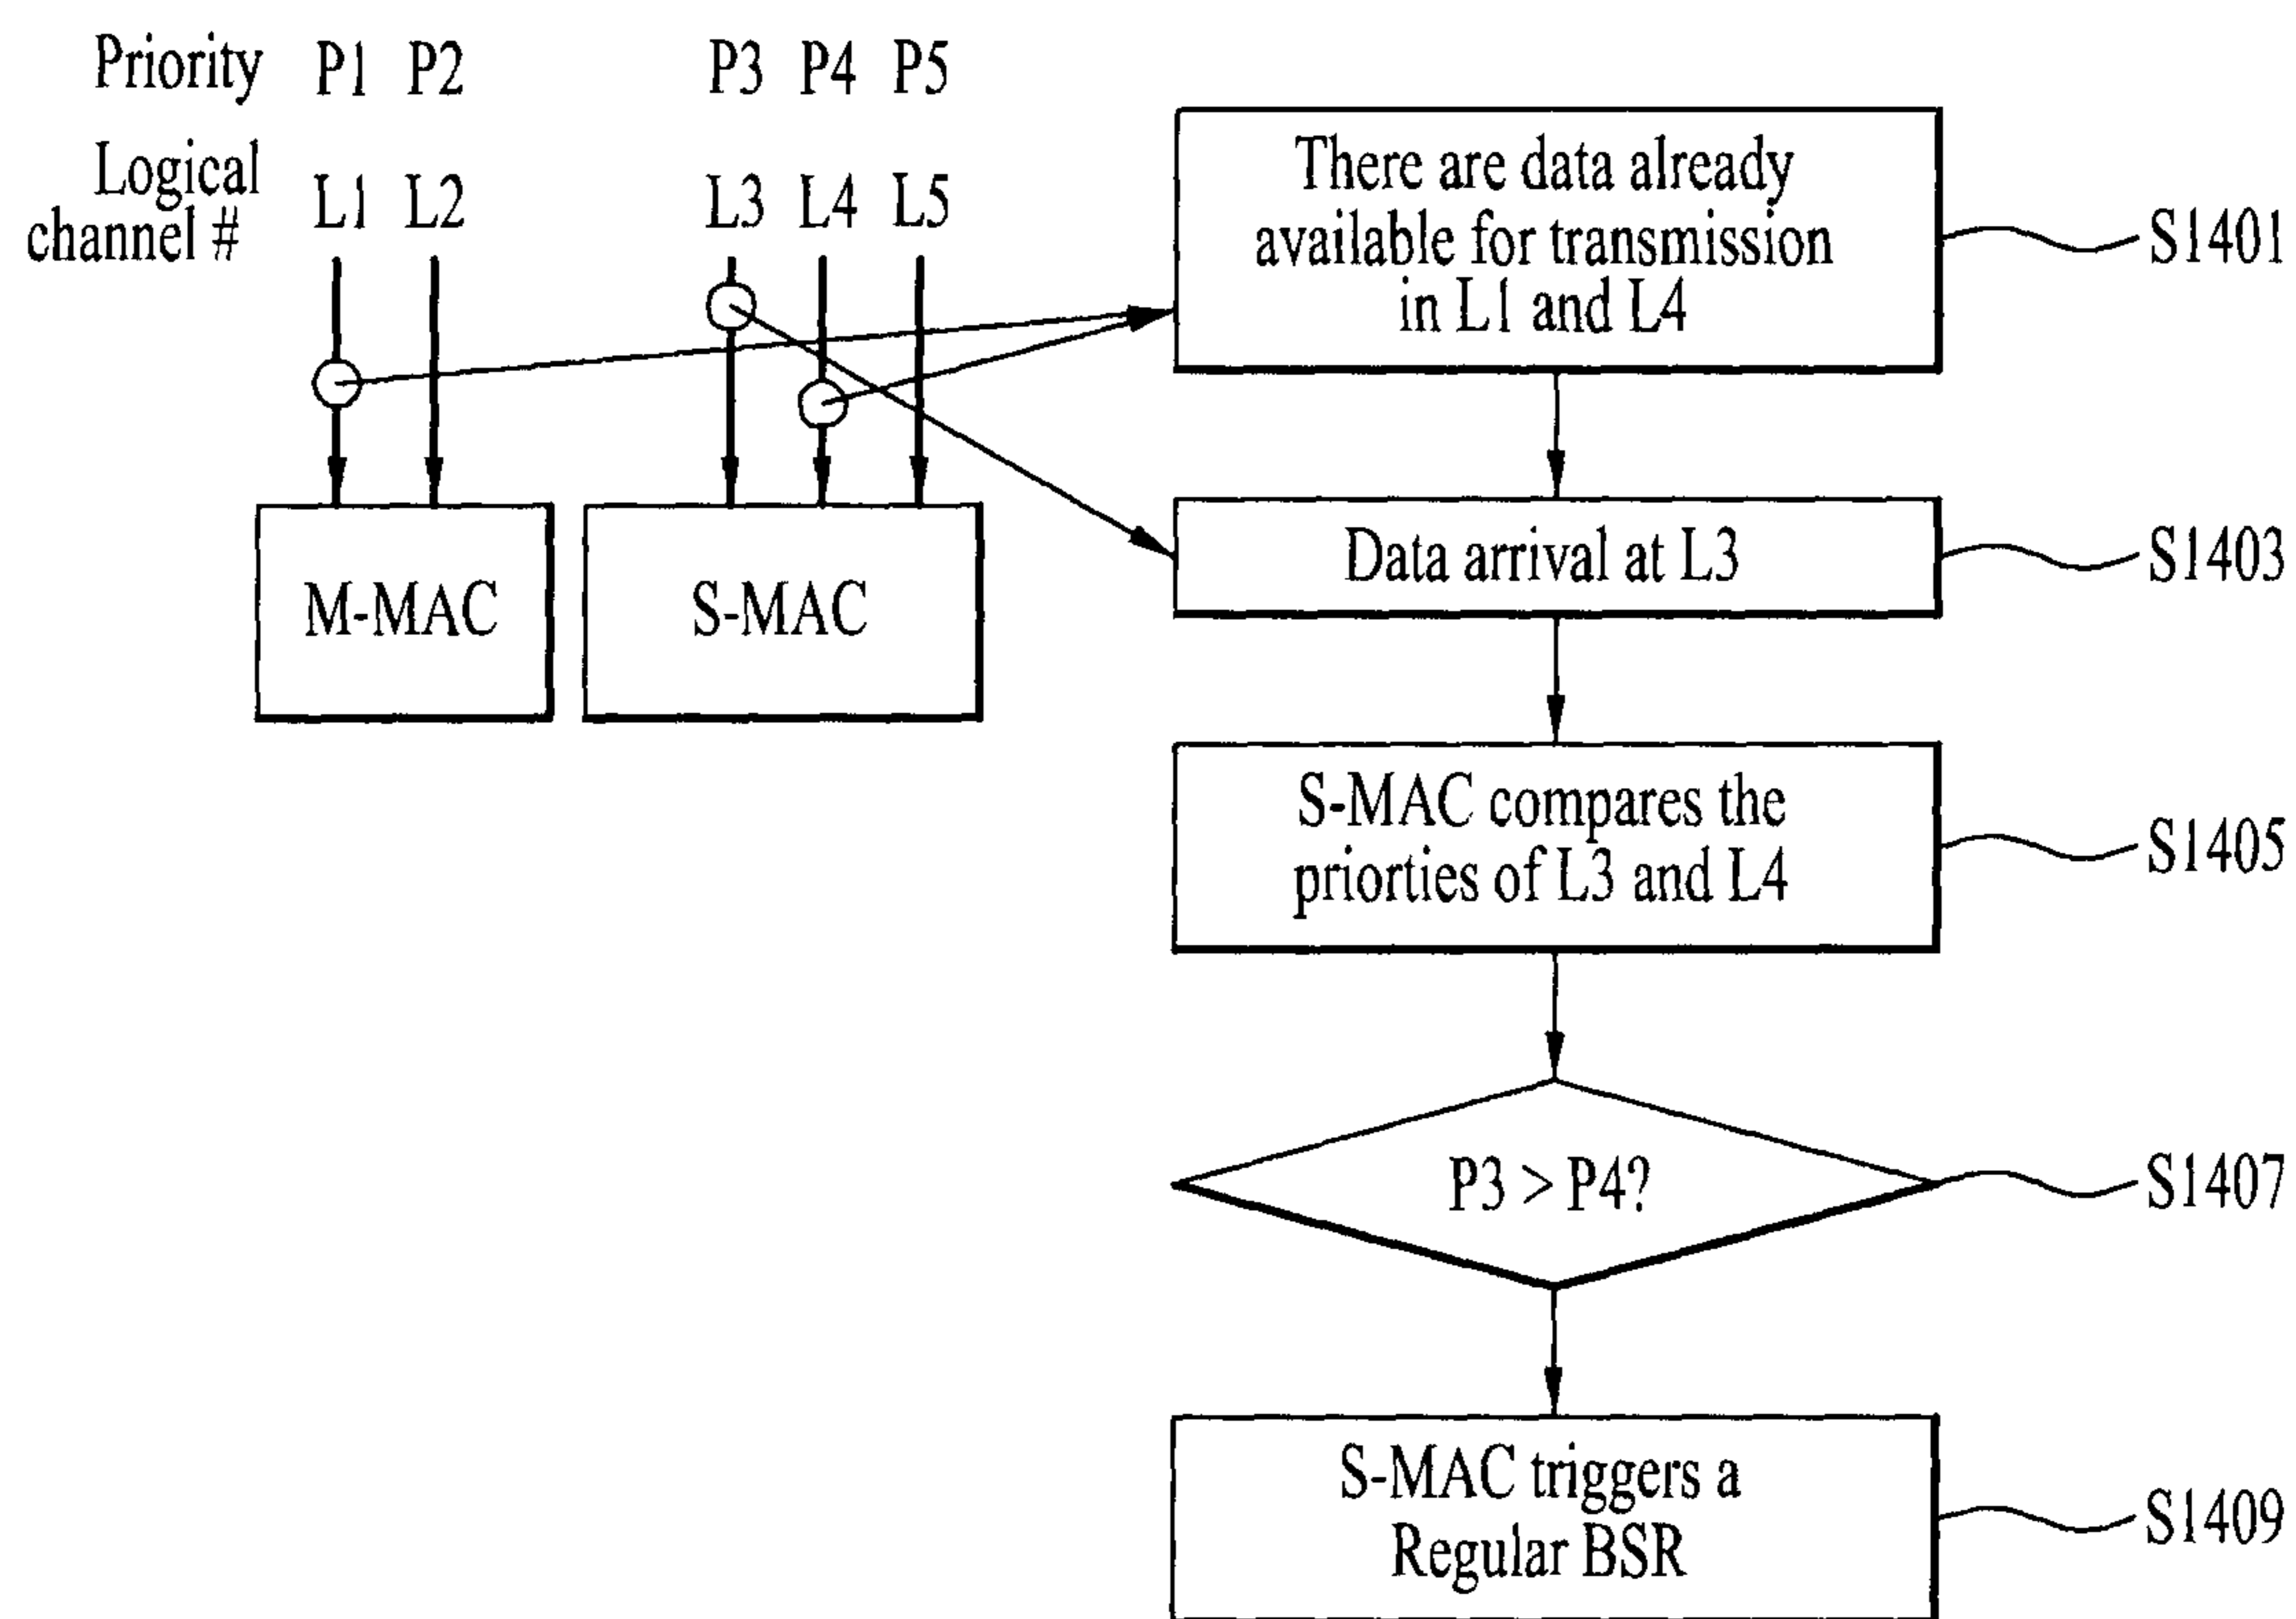 Priority P1 P2 P3 P4 P5
Logical
channel # L1 L2 L3 L4 L5
M-MAC
S-MAC
There are data already
available for transmission
in L1 and L4
S1401
Data arrival at L3
S1403
S-MAC compares the
priorties of L3 and L4
S1405
P3 > P4?
S1407
S-MAC triggers a
Regular BSR
S1409